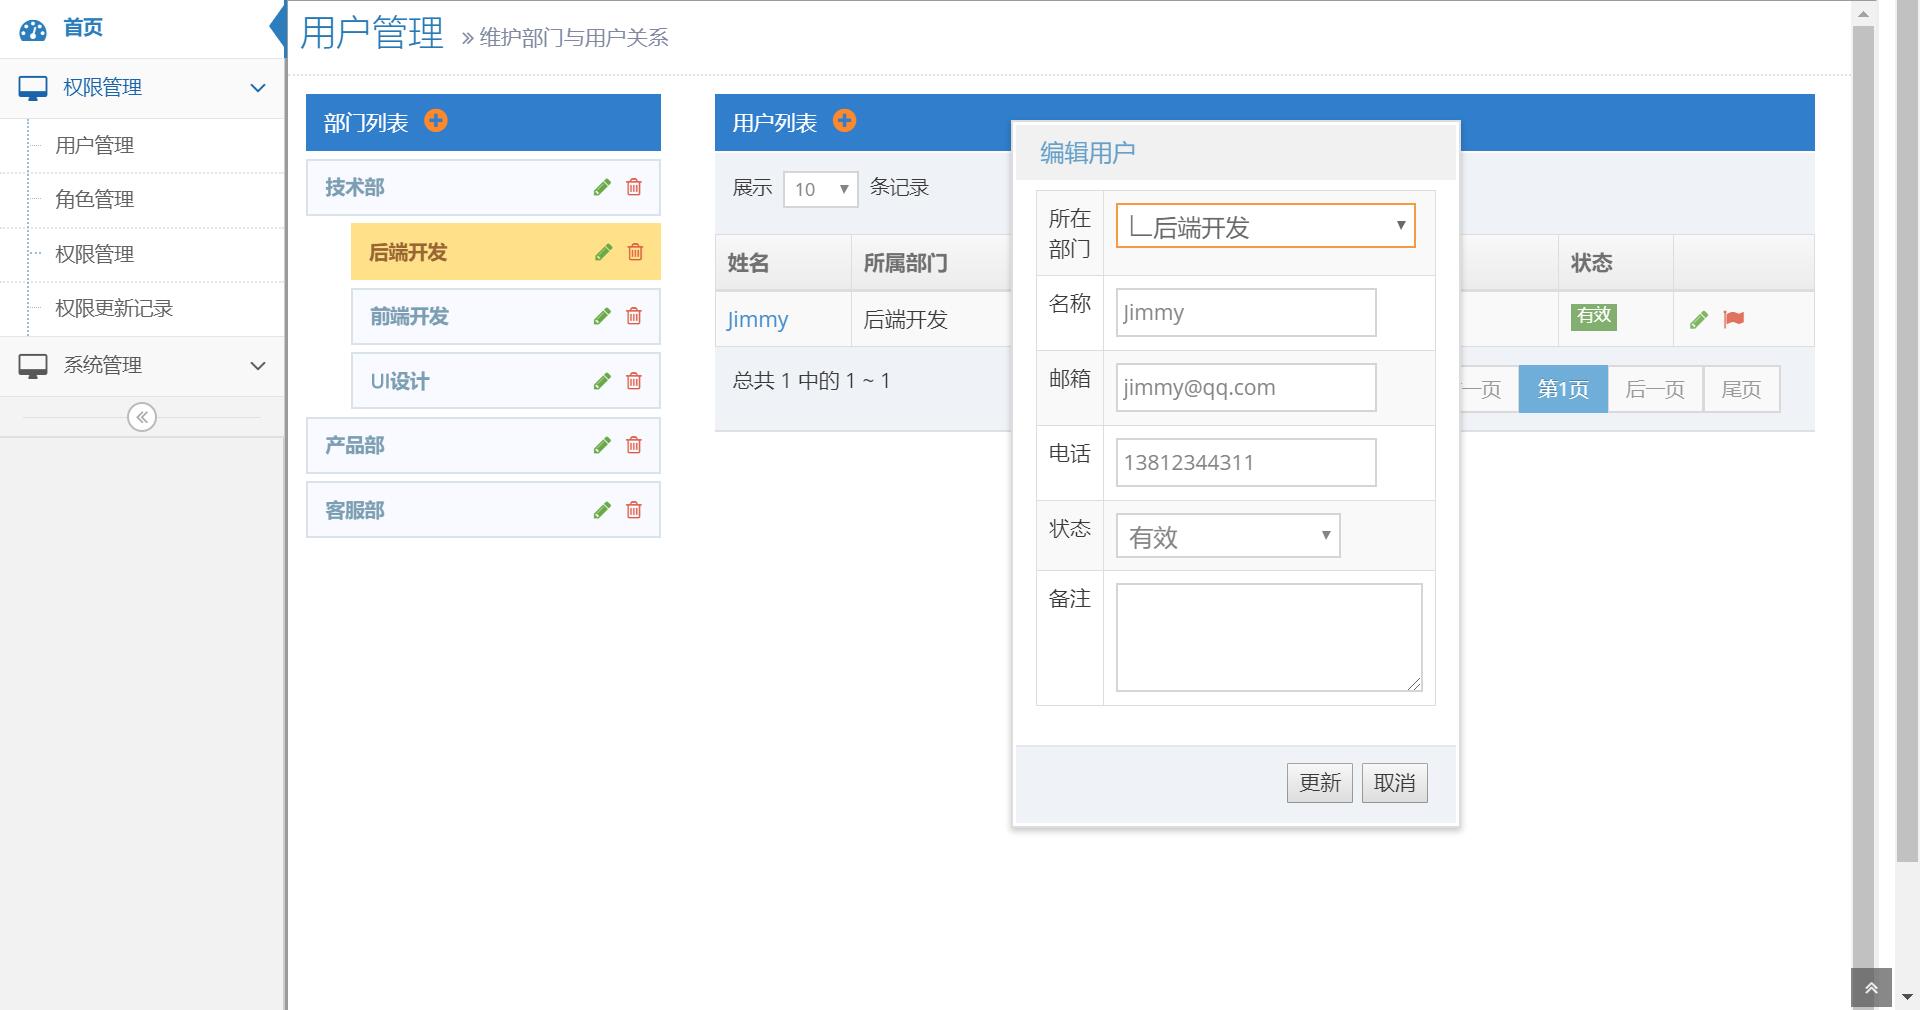 首页
权限管理
用户管理
角色管理
权限管理
权限更新记录
系统管理
用户管理 » 维护部门与用户关系
部门列表
技术部
后端开发
前端开发
UI设计
产品部
客服部
用户列表
展示 10 条记录
姓名 所属部门 状态
Jimmy 后端开发 有效
总共 1 中的 1 ~ 1
一页 第1页 后一页 尾页
编辑用户
所在部门 后端开发
名称 Jimmy
邮箱 jimmy@qq.com
电话 13812344311
状态 有效
备注
更新 取消